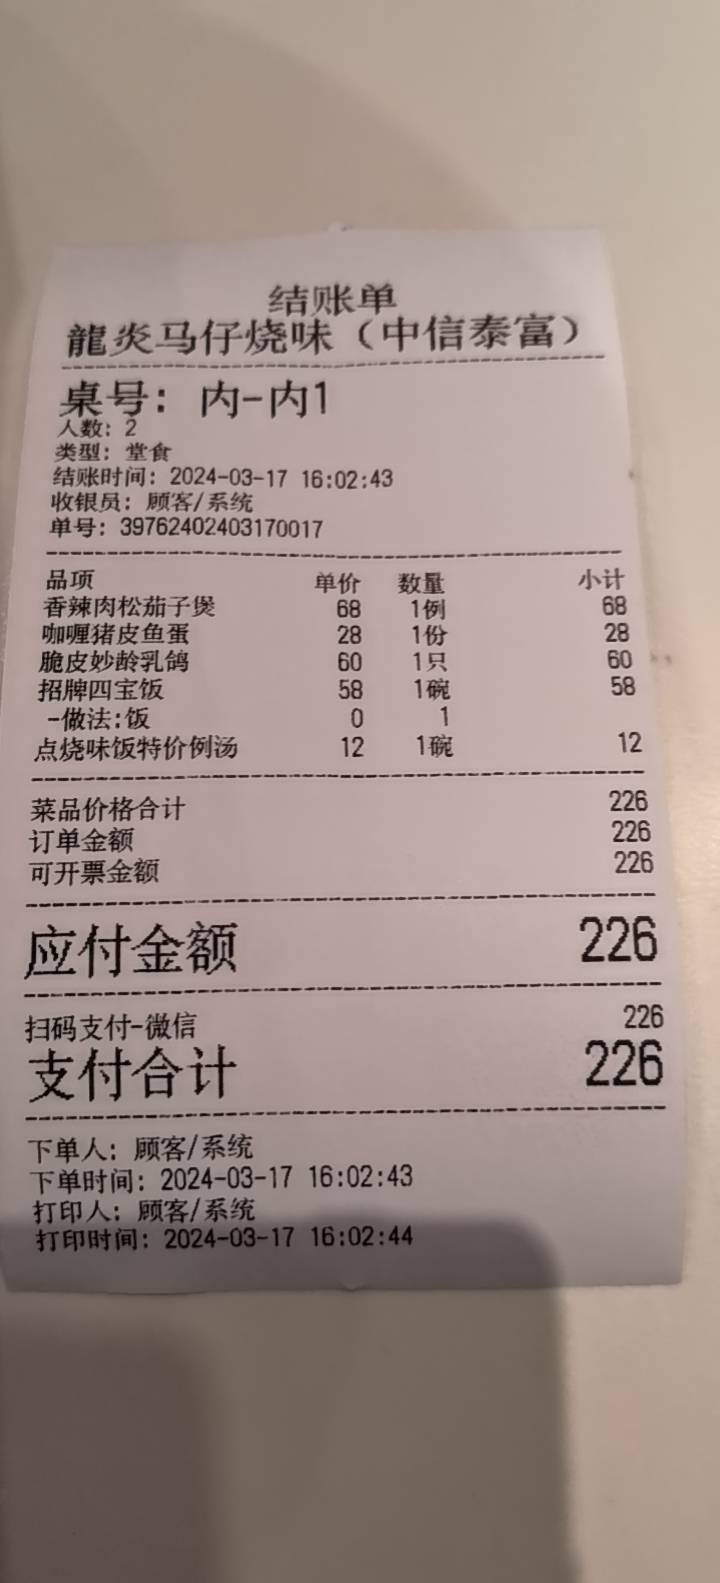 结账单
龍炎马仔烧味（中信泰富）
桌号: 内-内1
人数: 2
类型: 堂食
结账时间: 2024-03-17 16:02:43
收银员: 顾客/系统
单号: 39762402403170017
品项 单价 数量 小计
香辣肉松茄子煲 68 1例 68
咖喱猪皮鱼蛋 28 1份 28
脆皮妙龄乳鸽 60 1只 60
招牌四宝饭 58 1碗 58
-做法:饭 0 1
点烧味饭特价例汤 12 1碗 12
菜品价格合计 226
订单金额 226
可开票金额 226
应付金额 226
扫码支付-微信 226
支付合计 226
下单人: 顾客/系统
下单时间: 2024-03-17 16:02:43
打印人: 顾客/系统
打印时间: 2024-03-17 16:02:44